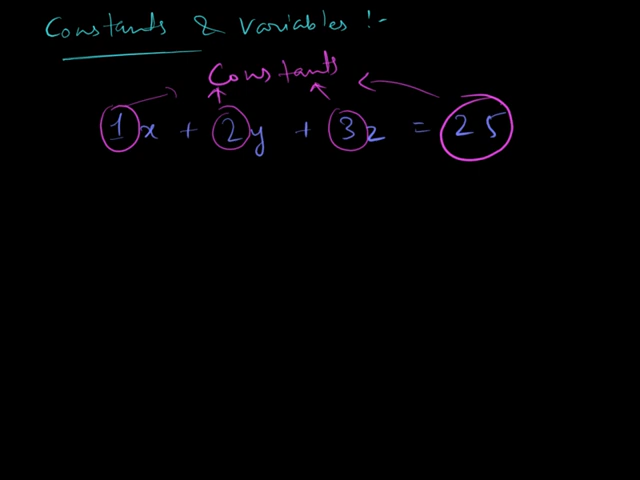 Constants & variables :-
Constants
1x + 2y + 3z = 25